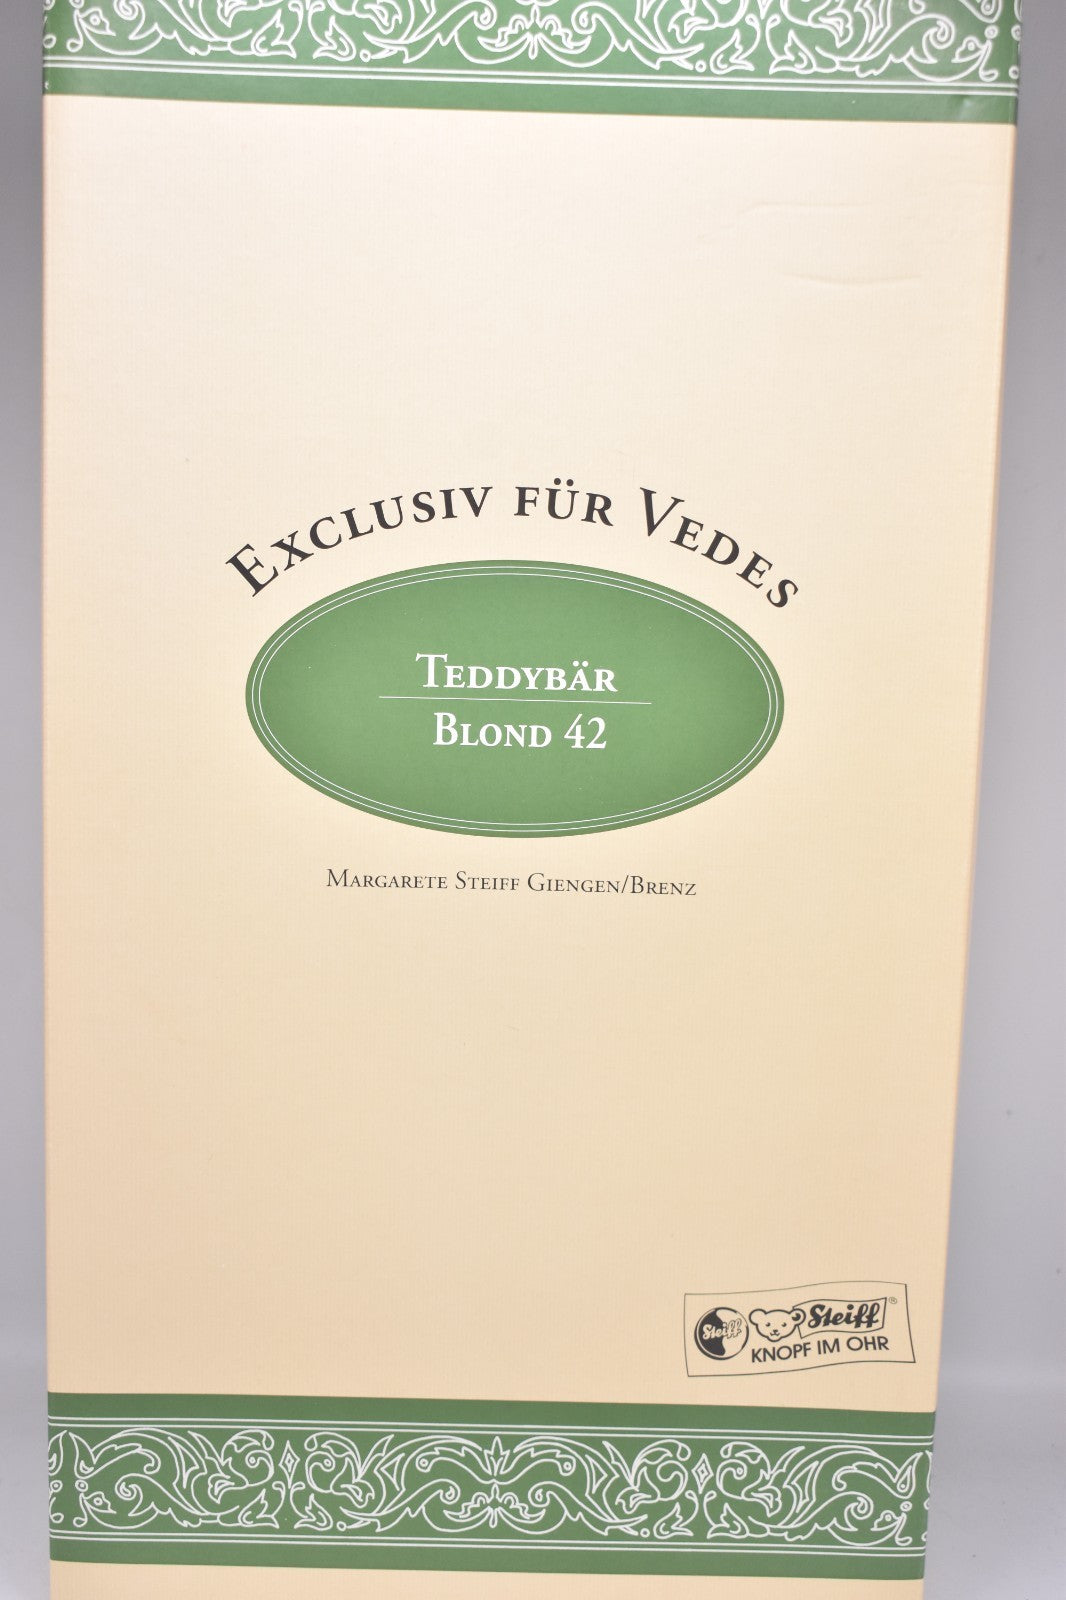 Exclusiv für Vedes
Teddybär
Blond 42
Margarete Steiff Giengen/Brenz
Steiff
Steiff®
KNOPF IM OHR